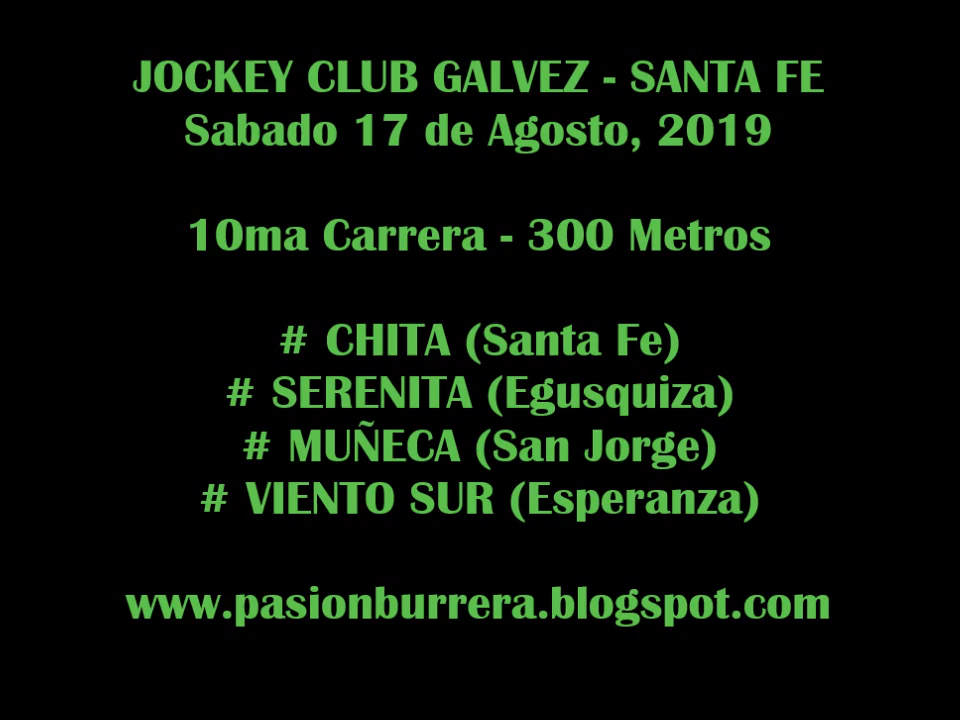 JOCKEY CLUB GALVEZ - SANTA FE
Sabado 17 de Agosto, 2019
10ma Carrera - 300 Metros
# CHITA (Santa Fe)
# SERENITA (Egusquiza)
# MUÑECA (San Jorge)
# VIENTO SUR (Esperanza)
www.pasionburrera.blogspot.com